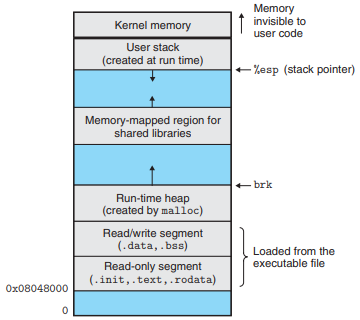 Kernel memory
Memory
invisible to
user code
User stack
(created at run time)
%esp (stack pointer)
Memory-mapped region for
shared libraries
brk
Run-time heap
(created by malloc)
Read/write segment
(.data,.bss)
Loaded from the
executable file
Read-only segment
(.init,.text,.rodata)
0x08048000
0